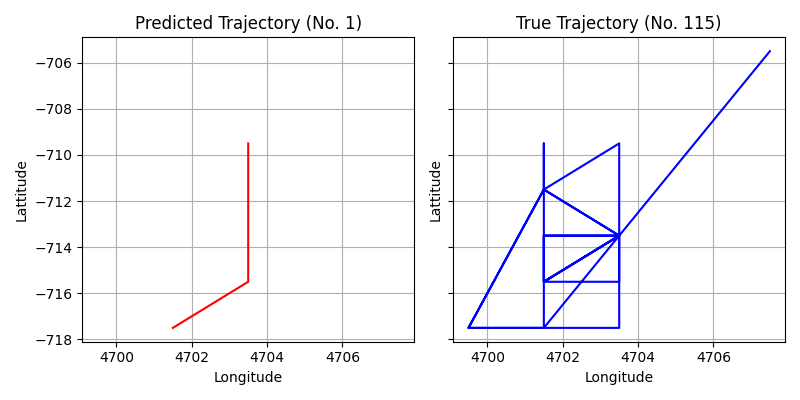 Predicted Trajectory (No. 1)
−706
−708
−710
−712
−714
−716
−718
Lattitude
4700 4702 4704 4706
Longitude
True Trajectory (No. 115)
Lattitude
4700 4702 4704 4706
Longitude